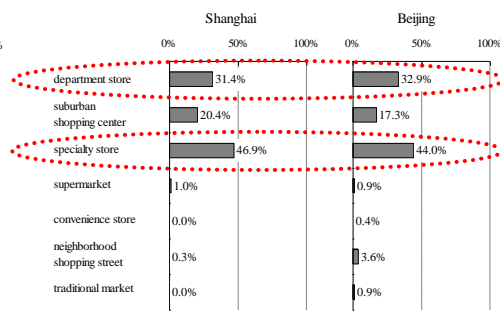 Shanghai Beijing
% 0% 50% 100% 0% 50% 100%
department store 31.4% 32.9%
suburban
shopping center 20.4% 17.3%
specialty store 46.9% 44.0%
supermarket 1.0% 0.9%
convenience store 0.0% 0.4%
neighborhood
shopping street 0.3% 3.6%
traditional market 0.0% 0.9%